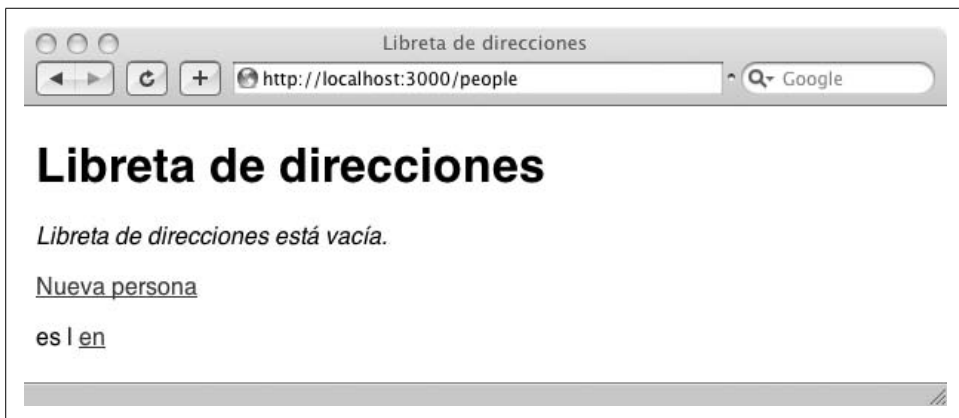 Libreta de direcciones
http://localhost:3000/people
Google
Libreta de direcciones
Libreta de direcciones está vacía.
Nueva persona
es | en